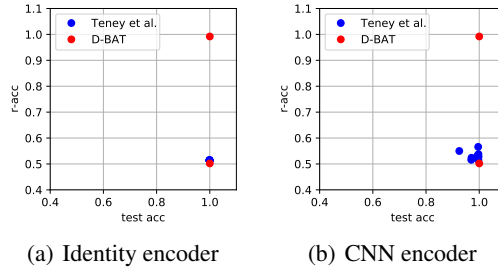 1.1
1.0
0.9
0.8
0.7
0.6
0.5
0.4
r-acc
Teney et al.
D-BAT
0.4 0.6 0.8 1.0
test acc
(a) Identity encoder
1.1
1.0
0.9
0.8
0.7
0.6
0.5
0.4
r-acc
Teney et al.
D-BAT
0.4 0.6 0.8 1.0
test acc
(b) CNN encoder